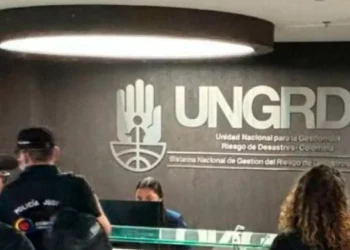 UNGRD
Unidad Nacional para la Gestión del
Riesgo de Desastres - Colombia
Sistema Nacional de Gestión del Riesgo de
POLICÍA JUD